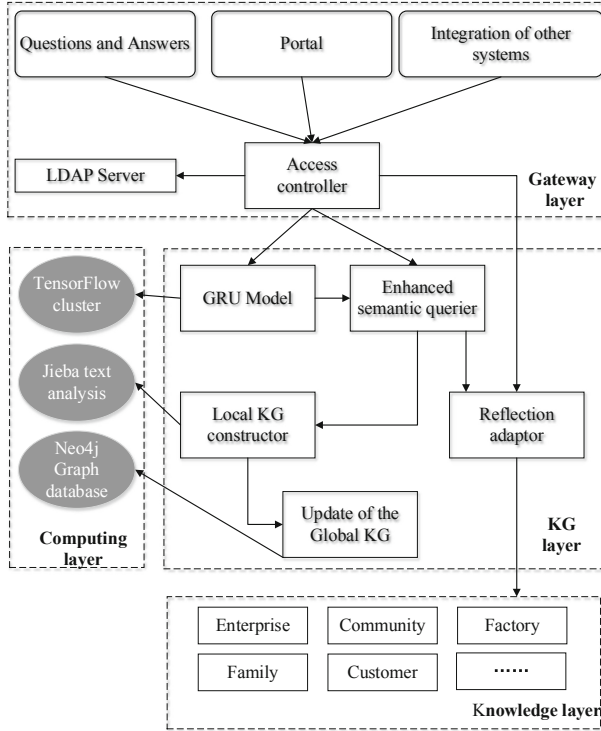 Questions and Answers
Portal
Integration of other
systems
LDAP Server
Access
controller
Gateway
layer
TensorFlow
cluster
GRU Model
Enhanced
semantic querier
Jieba text
analysis
Local KG
constructor
Reflection
adaptor
Neo4j
Graph
database
Update of the
Global KG
Computing
layer
KG
layer
Enterprise
Community
Factory
Family
Customer
......
Knowledge layer